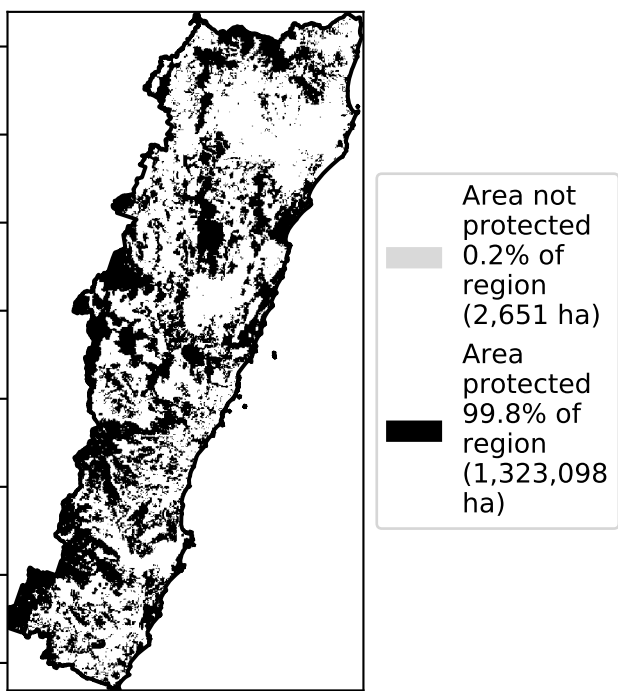 Area not
protected
0.2% of
region
(2,651 ha)
Area
protected
99.8% of
region
(1,323,098
ha)